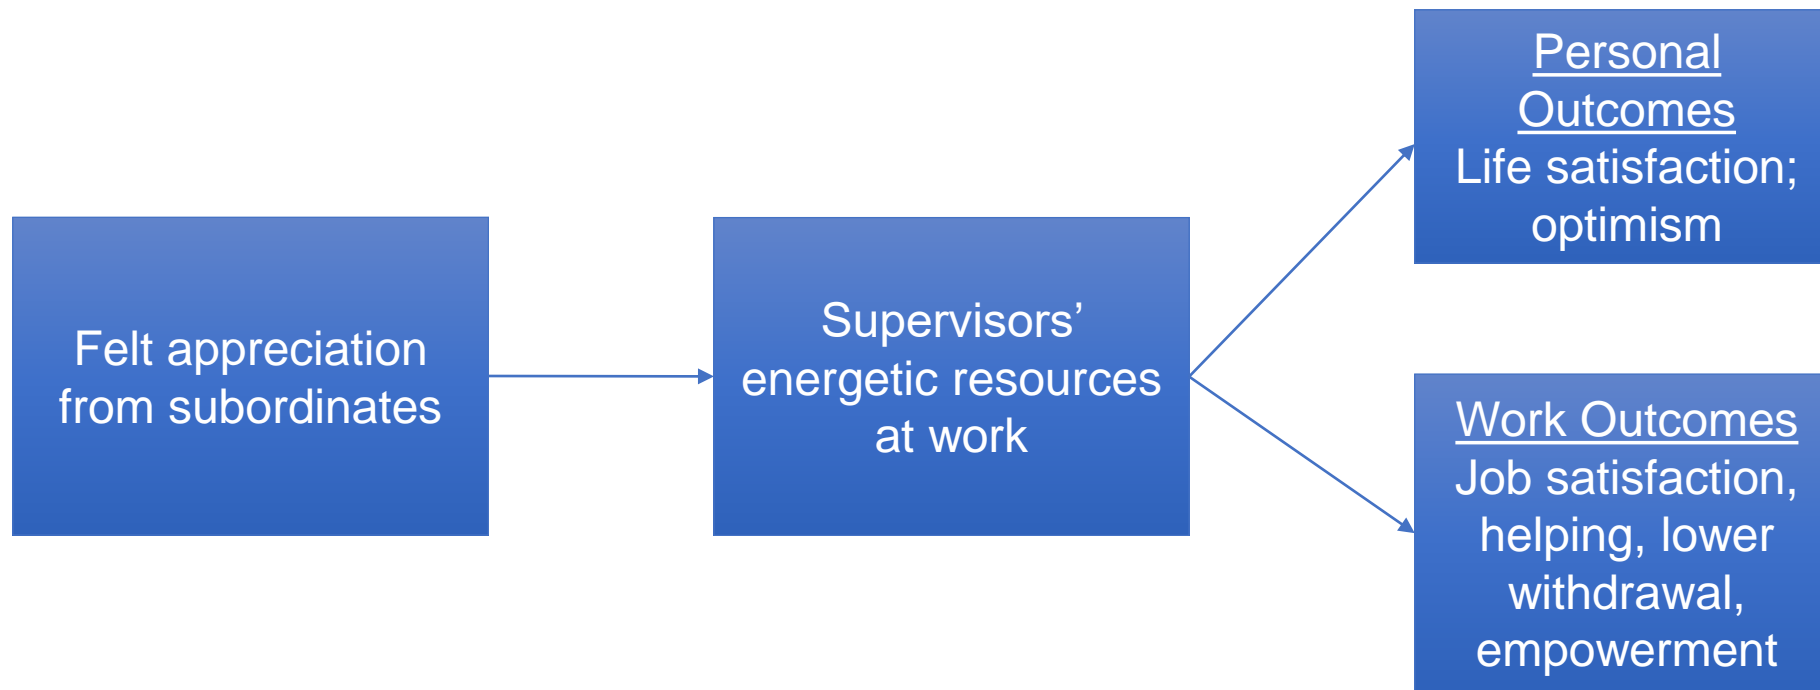 Felt appreciation
from subordinates
Supervisors’
energetic resources
at work
Personal
Outcomes
Life satisfaction;
optimism
Work Outcomes
Job satisfaction,
helping, lower
withdrawal,
empowerment